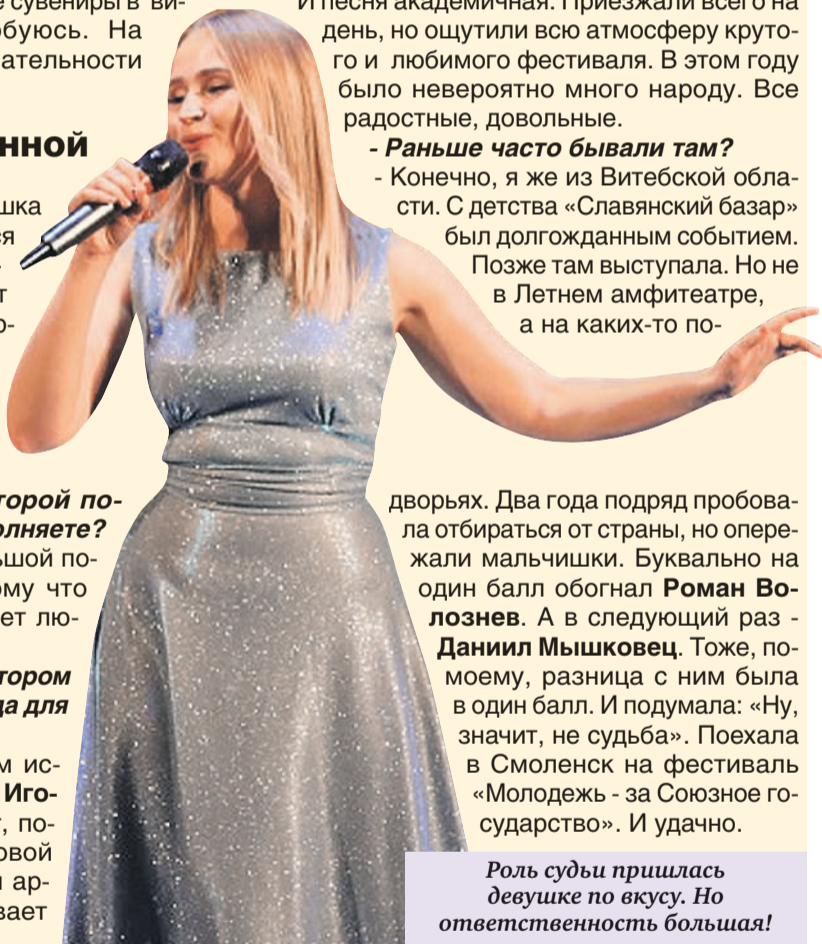 е сувениры в ви-
буюсь. На
ательности
нной
шка
ся
-
т
о-
торой по-
олняете?
ьшой по-
ому что
ет лю-
тором
да для
м ис-
Иго-
, по-
овой
ар-
вает
И песня академичная. Приезжали всего на
день, но ощутили всю атмосферу круто-
го и любимого фестиваля. В этом году
было невероятно много народу. Все
радостные, довольные.
- Раньше часто бывали там?
- Конечно, я же из Витебской обла-
сти. С детства «Славянский базар»
был долгожданным событием.
Позже там выступала. Но не
в Летнем амфитеатре,
а на каких-то по-
дворьях. Два года подряд пробова-
ла отбираться от страны, но опере-
жали мальчишки. Буквально на
один балл обогнал Роман Во-
лознев. А в следующий раз -
Даниил Мышковец. Тоже, по-
моему, разница с ним была
в один балл. И подумала: «Ну,
значит, не судьба». Поехала
в Смоленск на фестиваль
«Молодежь - за Союзное го-
сударство». И удачно.
Роль судьи пришлась
девушке по вкусу. Но
ответственность большая!